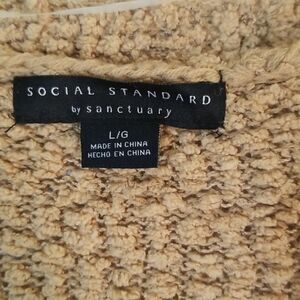 SOCIAL STANDARD
by sanctuary
L/G
MADE IN CHINA
HECHO EN CHINA